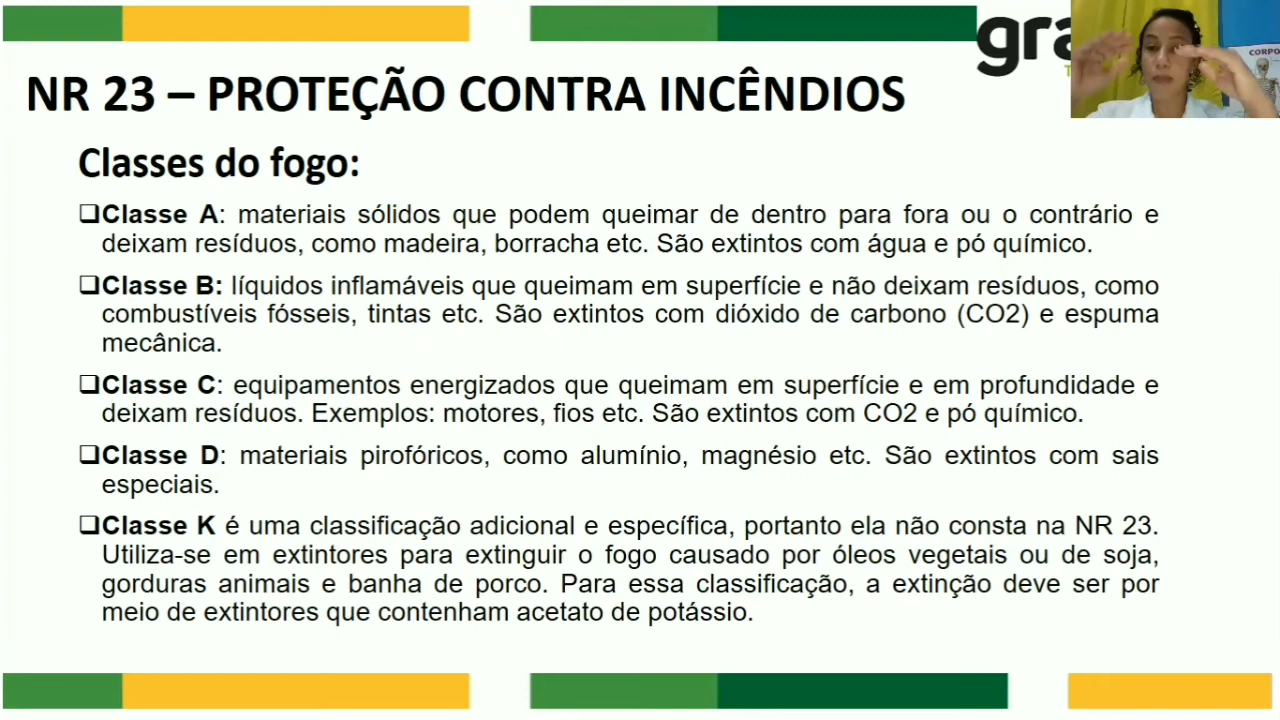 gra
CORPO
NR 23 – PROTEÇÃO CONTRA INCÊNDIOS
Classes do fogo:
❑Classe A: materiais sólidos que podem queimar de dentro para fora ou o contrário e
deixam resíduos, como madeira, borracha etc. São extintos com água e pó químico.
❑Classe B: líquidos inflamáveis que queimam em superfície e não deixam resíduos, como
combustíveis fósseis, tintas etc. São extintos com dióxido de carbono (CO2) e espuma
mecânica.
❑Classe C: equipamentos energizados que queimam em superfície e em profundidade e
deixam resíduos. Exemplos: motores, fios etc. São extintos com CO2 e pó químico.
❑Classe D: materiais pirofóricos, como alumínio, magnésio etc. São extintos com sais
especiais.
❑Classe K é uma classificação adicional e específica, portanto ela não consta na NR 23.
Utiliza-se em extintores para extinguir o fogo causado por óleos vegetais ou de soja,
gorduras animais e banha de porco. Para essa classificação, a extinção deve ser por
meio de extintores que contenham acetato de potássio.